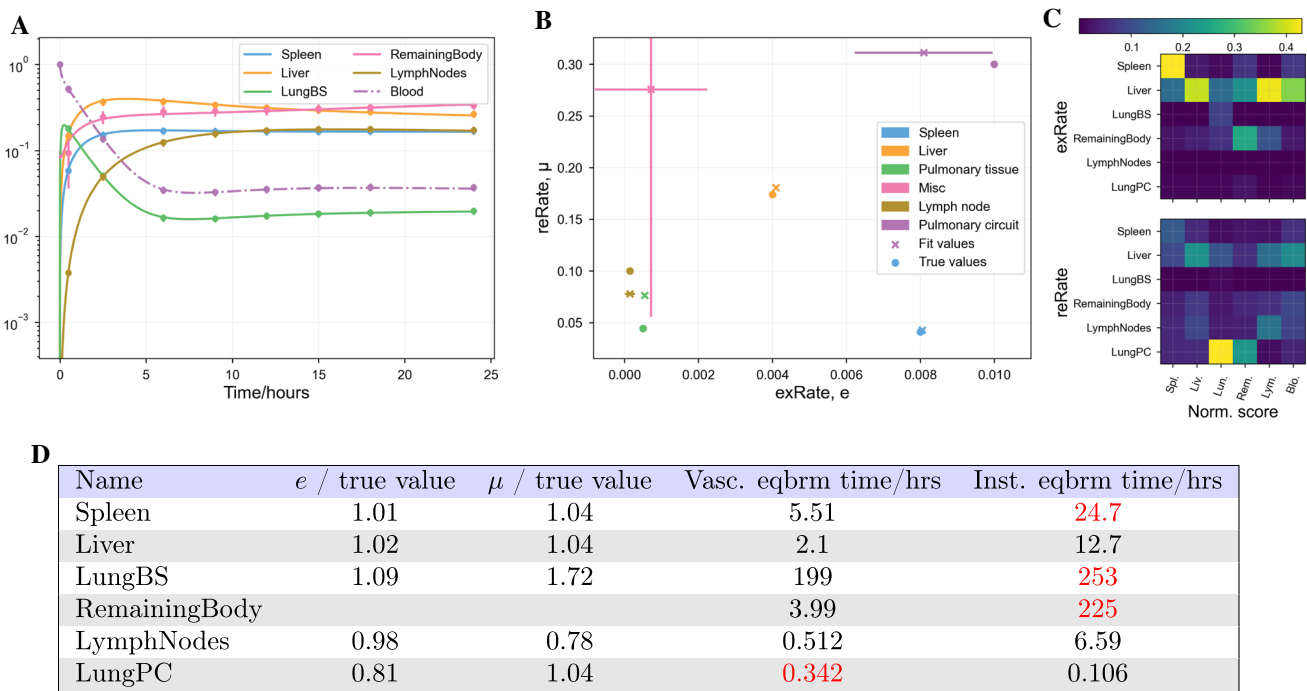 A
10⁰
10⁻¹
10⁻²
10⁻³
0 5 10 15 20 25
Time/hours
Spleen
Liver
LungBS
RemainingBody
LymphNodes
Blood
B
reRate, μ
0.30
0.25
0.20
0.15
0.10
0.05
0.000 0.002 0.004 0.006 0.008 0.010
exRate, e
Spleen
Liver
Pulmonary tissue
Misc
Lymph node
Pulmonary circuit
Fit values
True values
C
0.1 0.2 0.3 0.4
exRate
Spleen
Liver
LungBS
RemainingBody
LymphNodes
LungPC
reRate
Spleen
Liver
LungBS
RemainingBody
LymphNodes
LungPC
Spl. Liv. Lun. Rem. Lym. Blo.
Norm. score
D
Name e / true value μ / true value Vasc. eqbrm time/hrs Inst. eqbrm time/hrs
Spleen 1.01 1.04 5.51 24.7
Liver 1.02 1.04 2.1 12.7
LungBS 1.09 1.72 199 253
RemainingBody 3.99 225
LymphNodes 0.98 0.78 0.512 6.59
LungPC 0.81 1.04 0.342 0.106